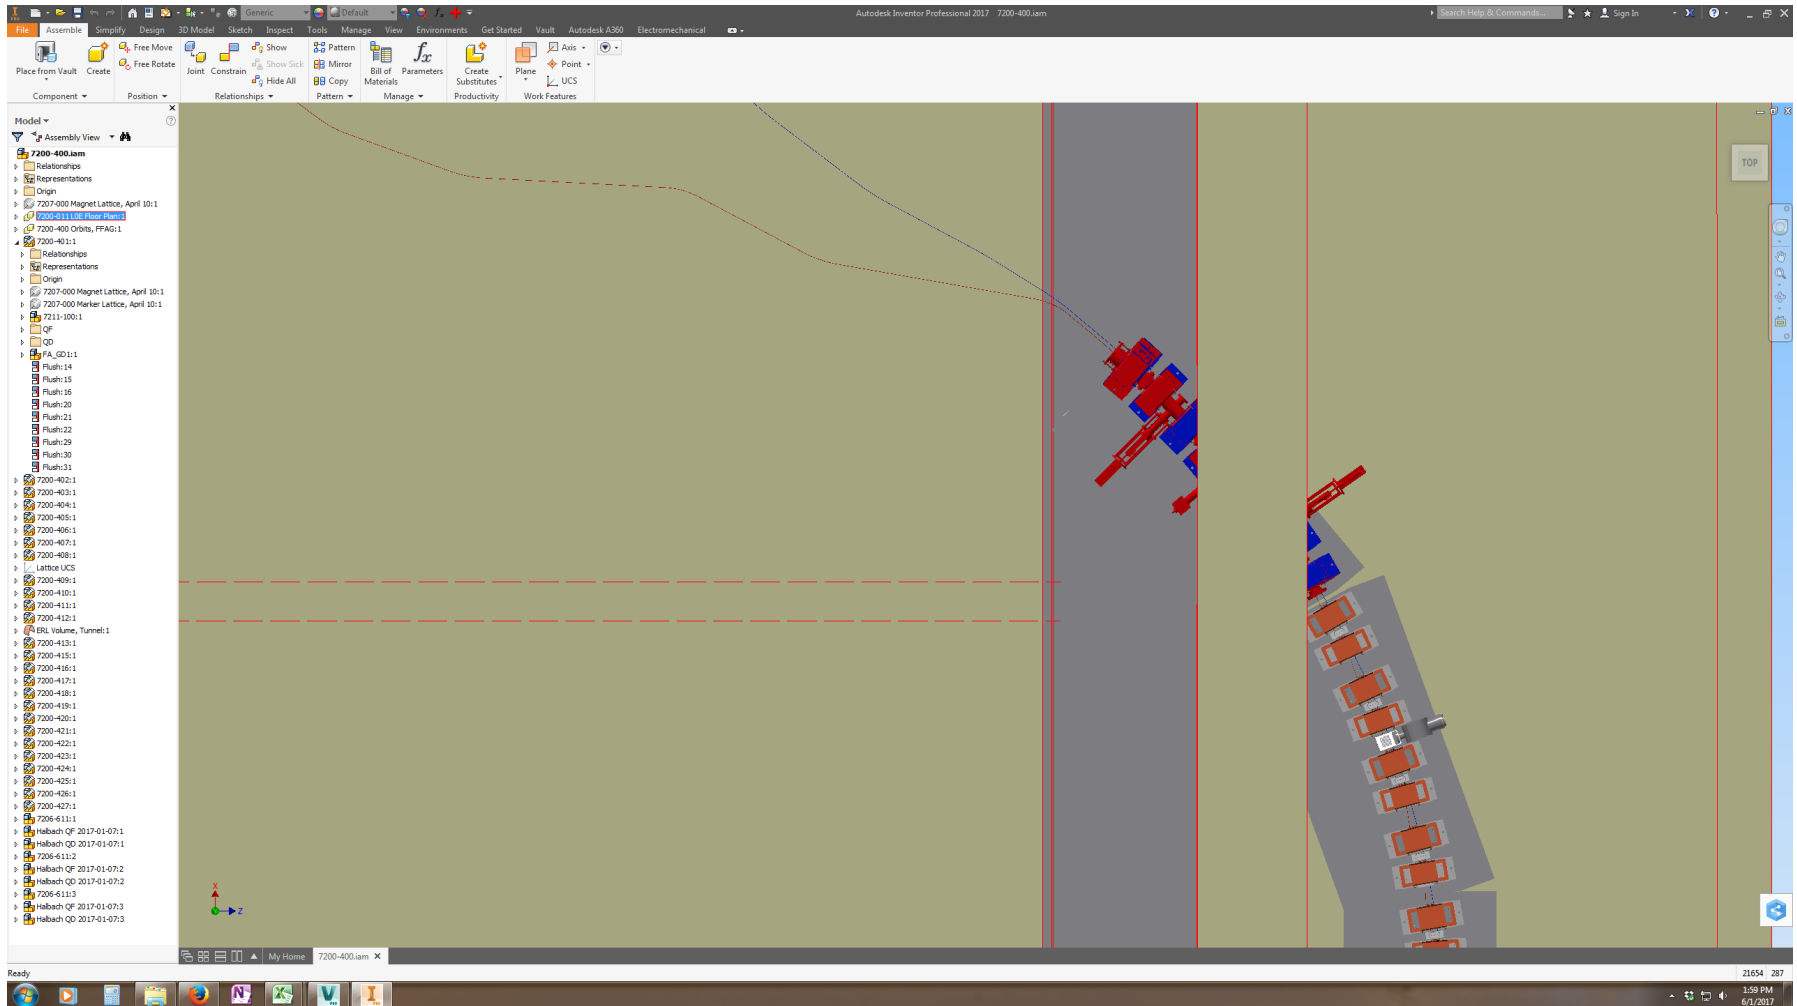 Generic
Default
Autodesk Inventor Professional 2017 7200-400.iam
Search Help & Commands...
Sign In
File Assemble Simplify Design 3D Model Sketch Inspect Tools Manage View Environments Get Started Vault Autodesk A360 Electromechanical
Place from Vault
Create
Free Move
Free Rotate
Joint
Constrain
Show
Show Sick
Hide All
Pattern
Mirror
Copy
Bill of
Materials
Parameters
Create
Substitutes
Plane
Axis
Point
UCS
Component
Position
Relationships
Pattern
Manage
Productivity
Work Features
Model
Assembly View
7200-400.iam
Relationships
Representations
Origin
7207-000 Magnet Lattice, April 10:1
7200-011 L0E Floor Plan:1
7200-400 Orbits, FFAG:1
7200-401:1
Relationships
Representations
Origin
7207-000 Magnet Lattice, April 10:1
7207-000 Marker Lattice, April 10:1
7211-100:1
QF
QD
FA_GD1:1
Flush:14
Flush:15
Flush:16
Flush:20
Flush:21
Flush:22
Flush:29
Flush:30
Flush:31
7200-402:1
7200-403:1
7200-404:1
7200-405:1
7200-406:1
7200-407:1
7200-408:1
Lattice UCS
7200-409:1
7200-410:1
7200-411:1
7200-412:1
ERL Volume, Tunnel:1
7200-413:1
7200-415:1
7200-416:1
7200-417:1
7200-418:1
7200-419:1
7200-420:1
7200-421:1
7200-422:1
7200-423:1
7200-424:1
7200-425:1
7200-426:1
7200-427:1
7206-611:1
Halbach QF 2017-01-07:1
Halbach QD 2017-01-07:1
7206-611:2
Halbach QF 2017-01-07:2
Halbach QD 2017-01-07:2
7206-611:3
Halbach QF 2017-01-07:3
Halbach QD 2017-01-07:3
TOP
X
Z
My Home
7200-400.iam
Ready
21654 287
1:59 PM
6/1/2017